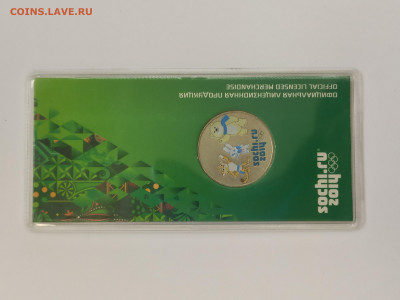 COINS.LAVE.RU
ОФИЦИАЛЬНАЯ ЛИЦЕНЗИОННАЯ ПРОДУКЦИЯ
OFFICIAL LICENSED MERCHANDISE
sochi.ru
2014
sochi.ru
2014